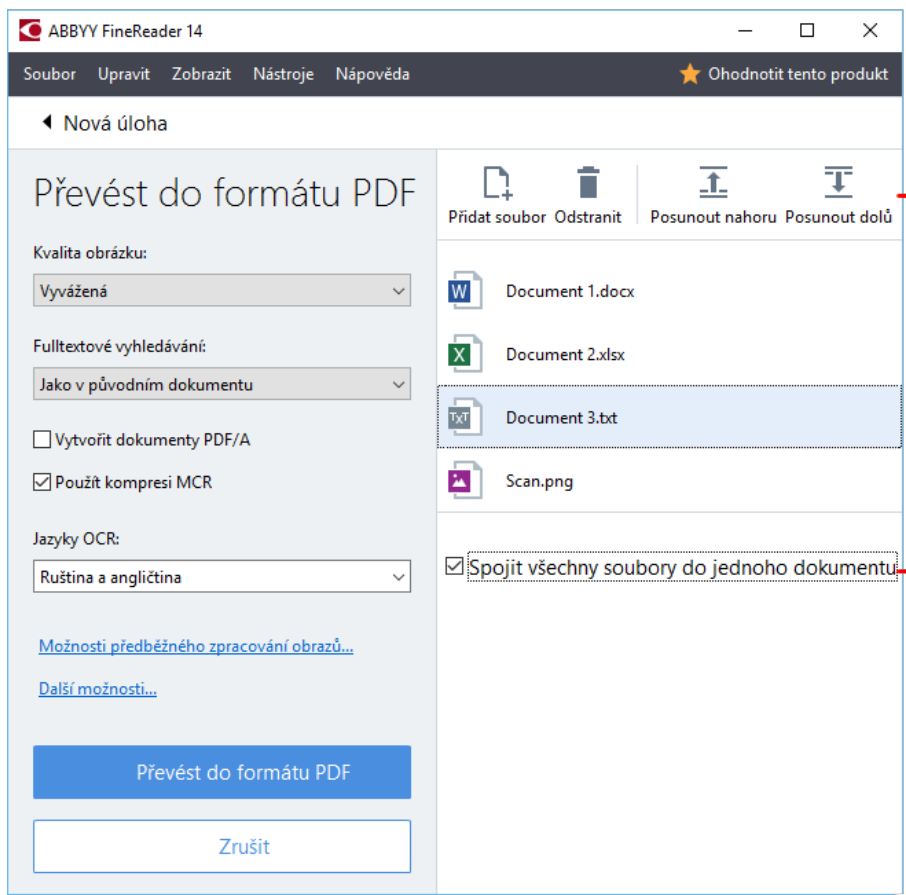 ABBYY FineReader 14
Soubor Upravit Zobrazit Nástroje Nápověda Ohodnotit tento produkt
Nová úloha
Převést do formátu PDF
Kvalita obrázku:
Vyvážená
Fulltextové vyhledávání:
Jako v původním dokumentu
Vytvořit dokumenty PDF/A
Použít kompresi MCR
Jazyky OCR:
Ruština a angličtina
Možnosti předběžného zpracování obrazů...
Další možnosti...
Převést do formátu PDF
Zrušit
Přidat soubor Odstranit Posunout nahoru Posunout dolů
W Document 1.docx
X Document 2.xlsx
TXT Document 3.txt
Scan.png
Spojit všechny soubory do jednoho dokumentu